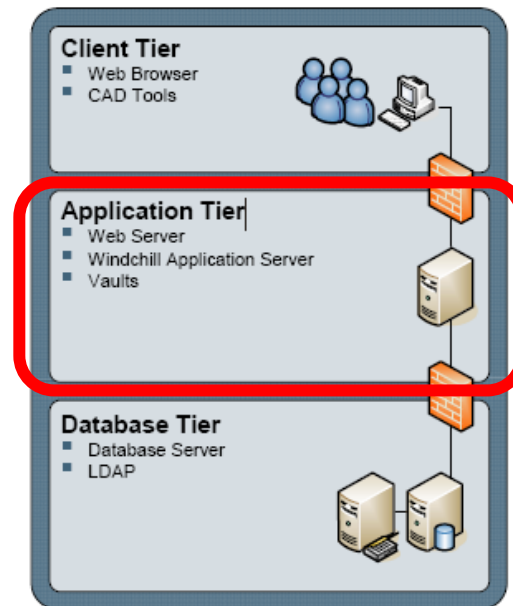 Client Tier
Web Browser
CAD Tools
Application Tier
Web Server
Windchill Application Server
Vaults
Database Tier
Database Server
LDAP